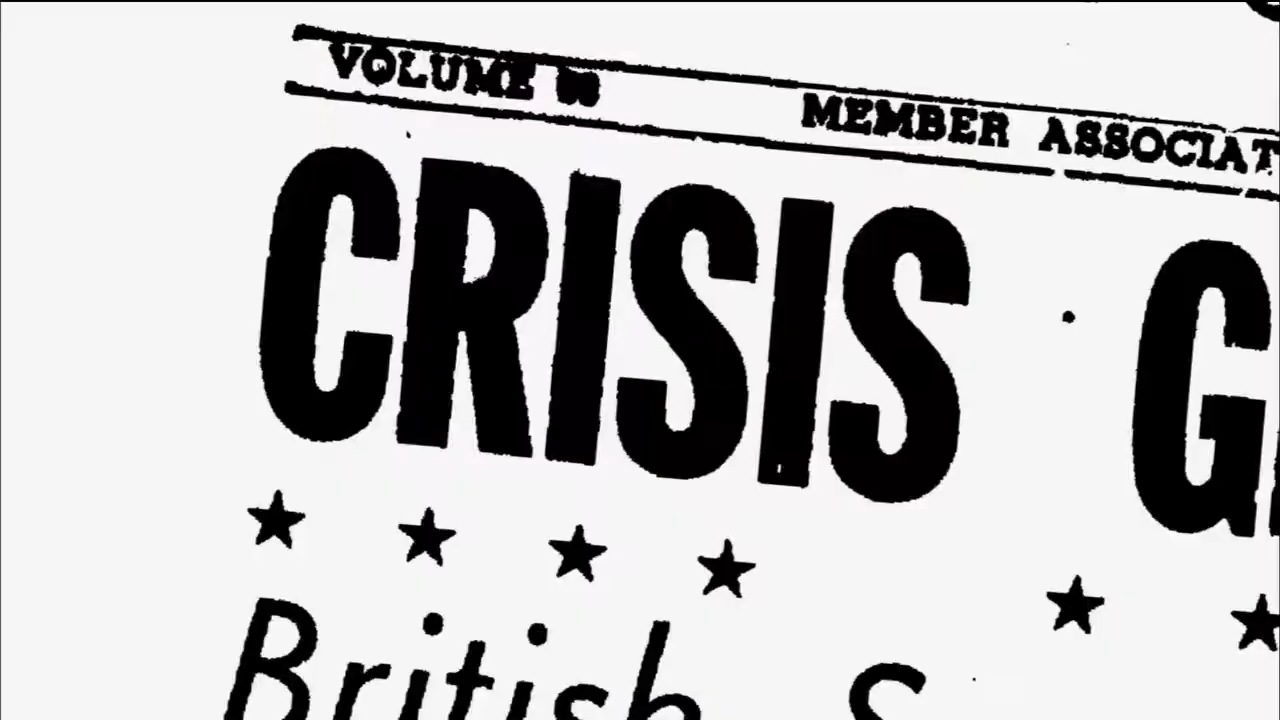 VOLUME
MEMBER ASSOCIAT
CRISIS G
★ ★ ★ ★ ★ ★
British S